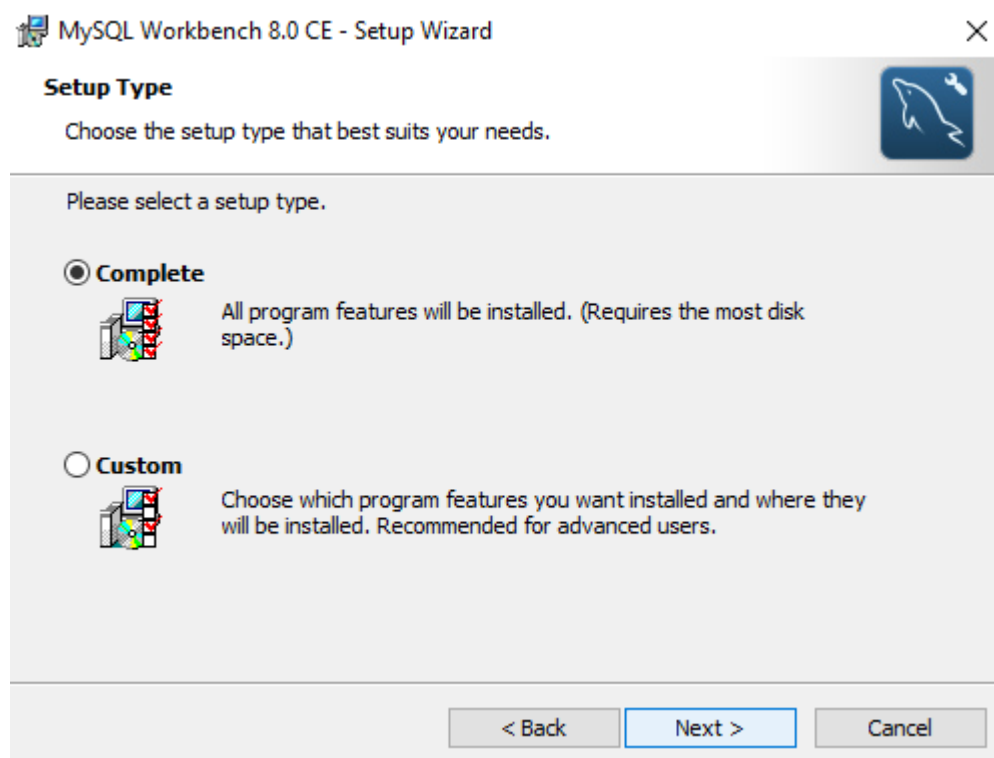 MySQL Workbench 8.0 CE - Setup Wizard
Setup Type
Choose the setup type that best suits your needs.
Please select a setup type.
Complete
All program features will be installed. (Requires the most disk
space.)
Custom
Choose which program features you want installed and where they
will be installed. Recommended for advanced users.
< Back
Next >
Cancel